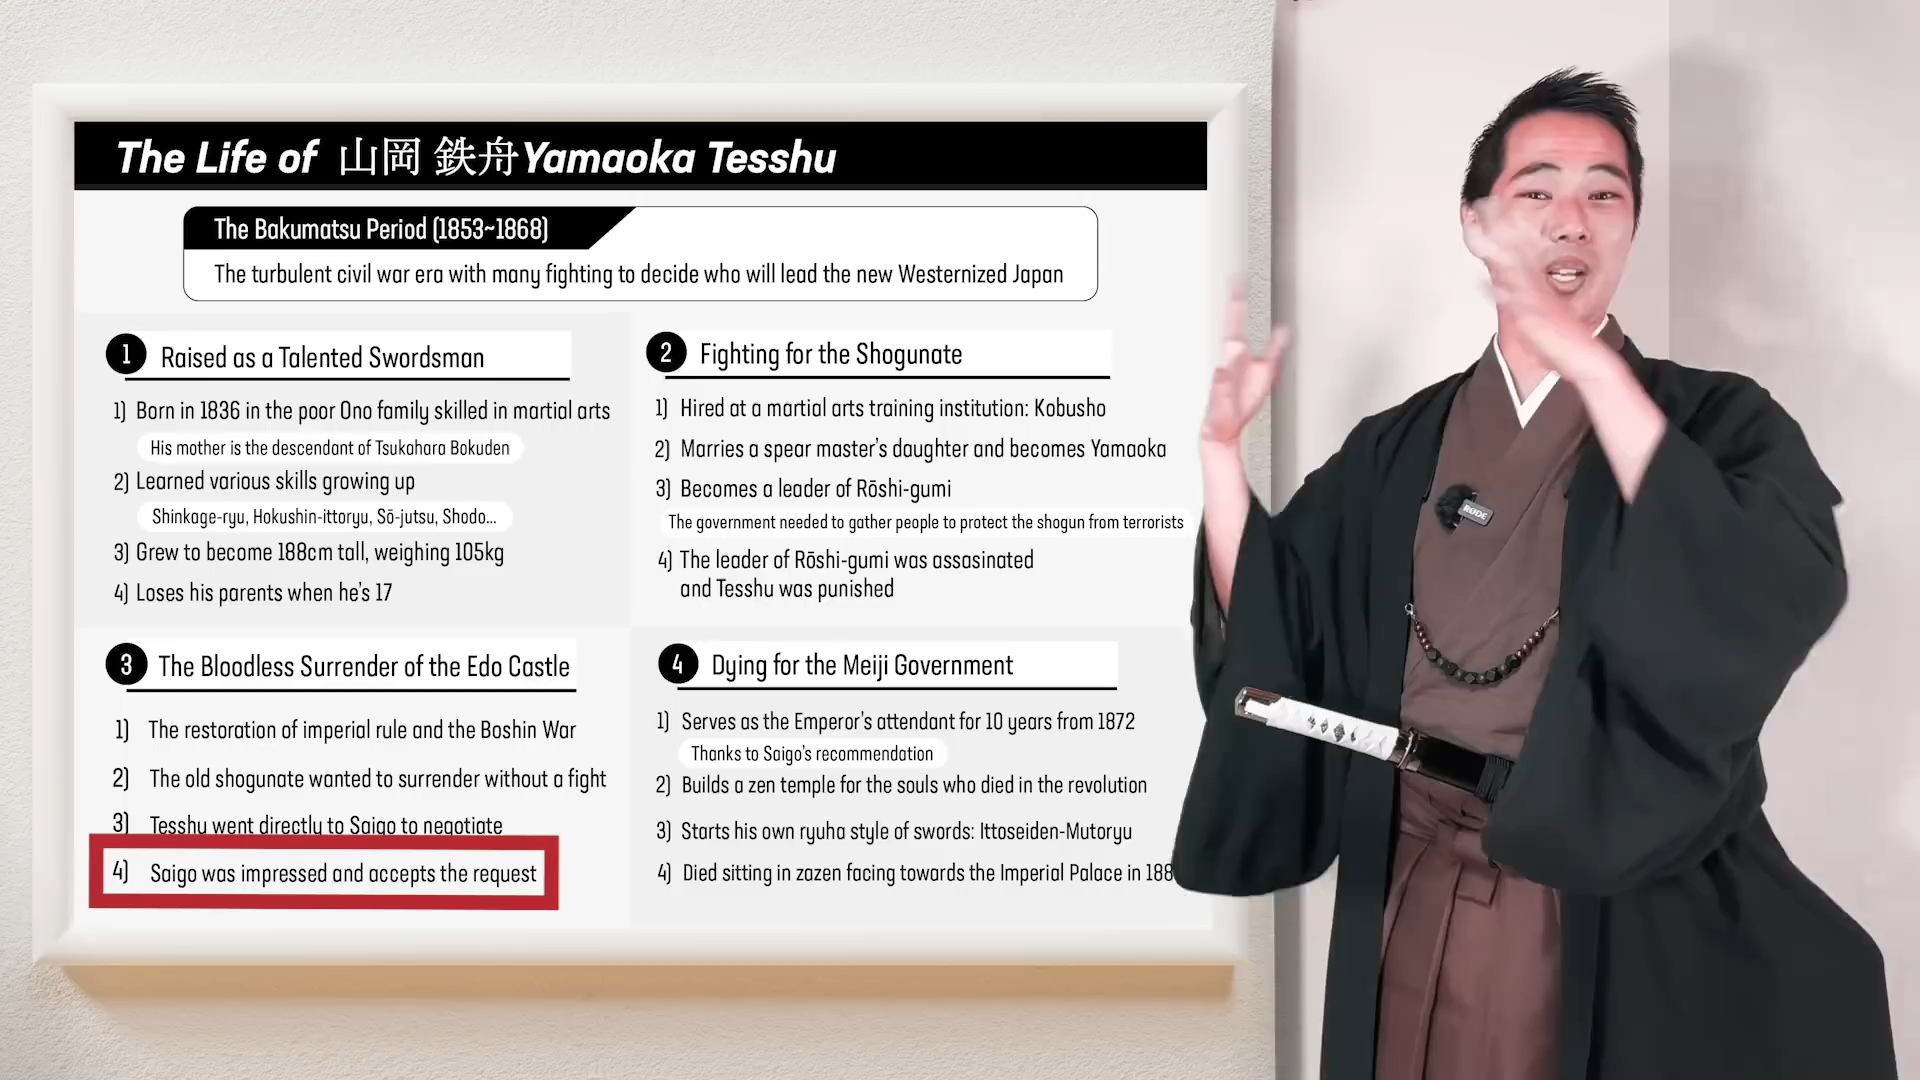 The Life of 山岡 鉄舟 Yamaoka Tesshu
The Bakumatsu Period (1853~1868)
The turbulent civil war era with many fighting to decide who will lead the new Westernized Japan
1 Raised as a Talented Swordsman
1) Born in 1836 in the poor Ono family skilled in martial arts
His mother is the descendant of Tsukahara Bokuden
2) Learned various skills growing up
Shinkage-ryu, Hokushin-ittoryu, Sō-jutsu, Shodo...
3) Grew to become 188cm tall, weighing 105kg
4) Loses his parents when he's 17
2 Fighting for the Shogunate
1) Hired at a martial arts training institution: Kobusho
2) Marries a spear master's daughter and becomes Yamaoka
3) Becomes a leader of Rōshi-gumi
The government needed to gather people to protect the shogun from terrorists
4) The leader of Rōshi-gumi was assasinated
and Tesshu was punished
3 The Bloodless Surrender of the Edo Castle
1) The restoration of imperial rule and the Boshin War
2) The old shogunate wanted to surrender without a fight
3) Tesshu went directly to Saigo to negotiate
4) Saigo was impressed and accepts the request
4 Dying for the Meiji Government
1) Serves as the Emperor's attendant for 10 years from 1872
Thanks to Saigo's recommendation
2) Builds a zen temple for the souls who died in the revolution
3) Starts his own ryuha style of swords: Ittoseiden-Mutoryu
4) Died sitting in zazen facing towards the Imperial Palace in
RØDE